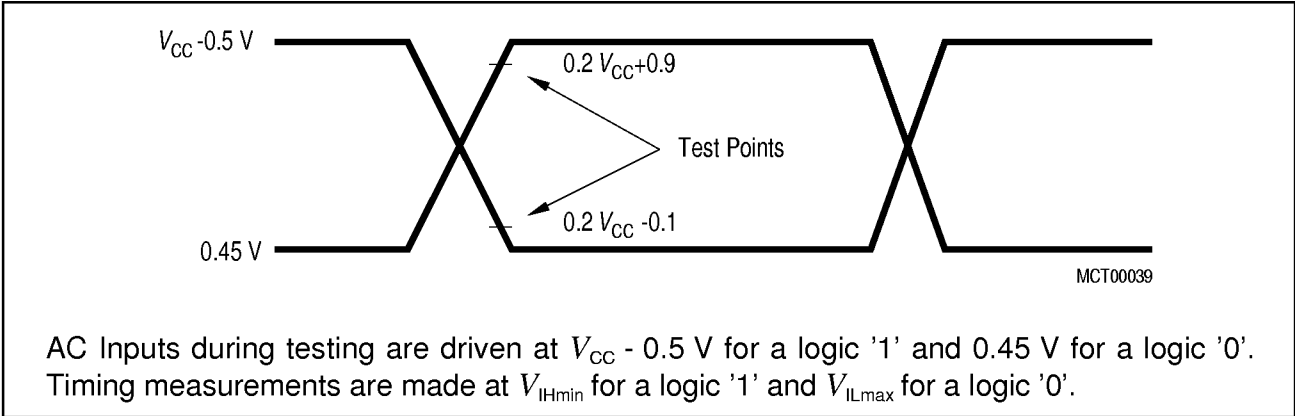 VCC -0.5 V
0.2 VCC+0.9
Test Points
0.2 VCC -0.1
0.45 V
MCT00039
AC Inputs during testing are driven at VCC - 0.5 V for a logic '1' and 0.45 V for a logic '0'.
Timing measurements are made at VIHmin for a logic '1' and VILmax for a logic '0'.